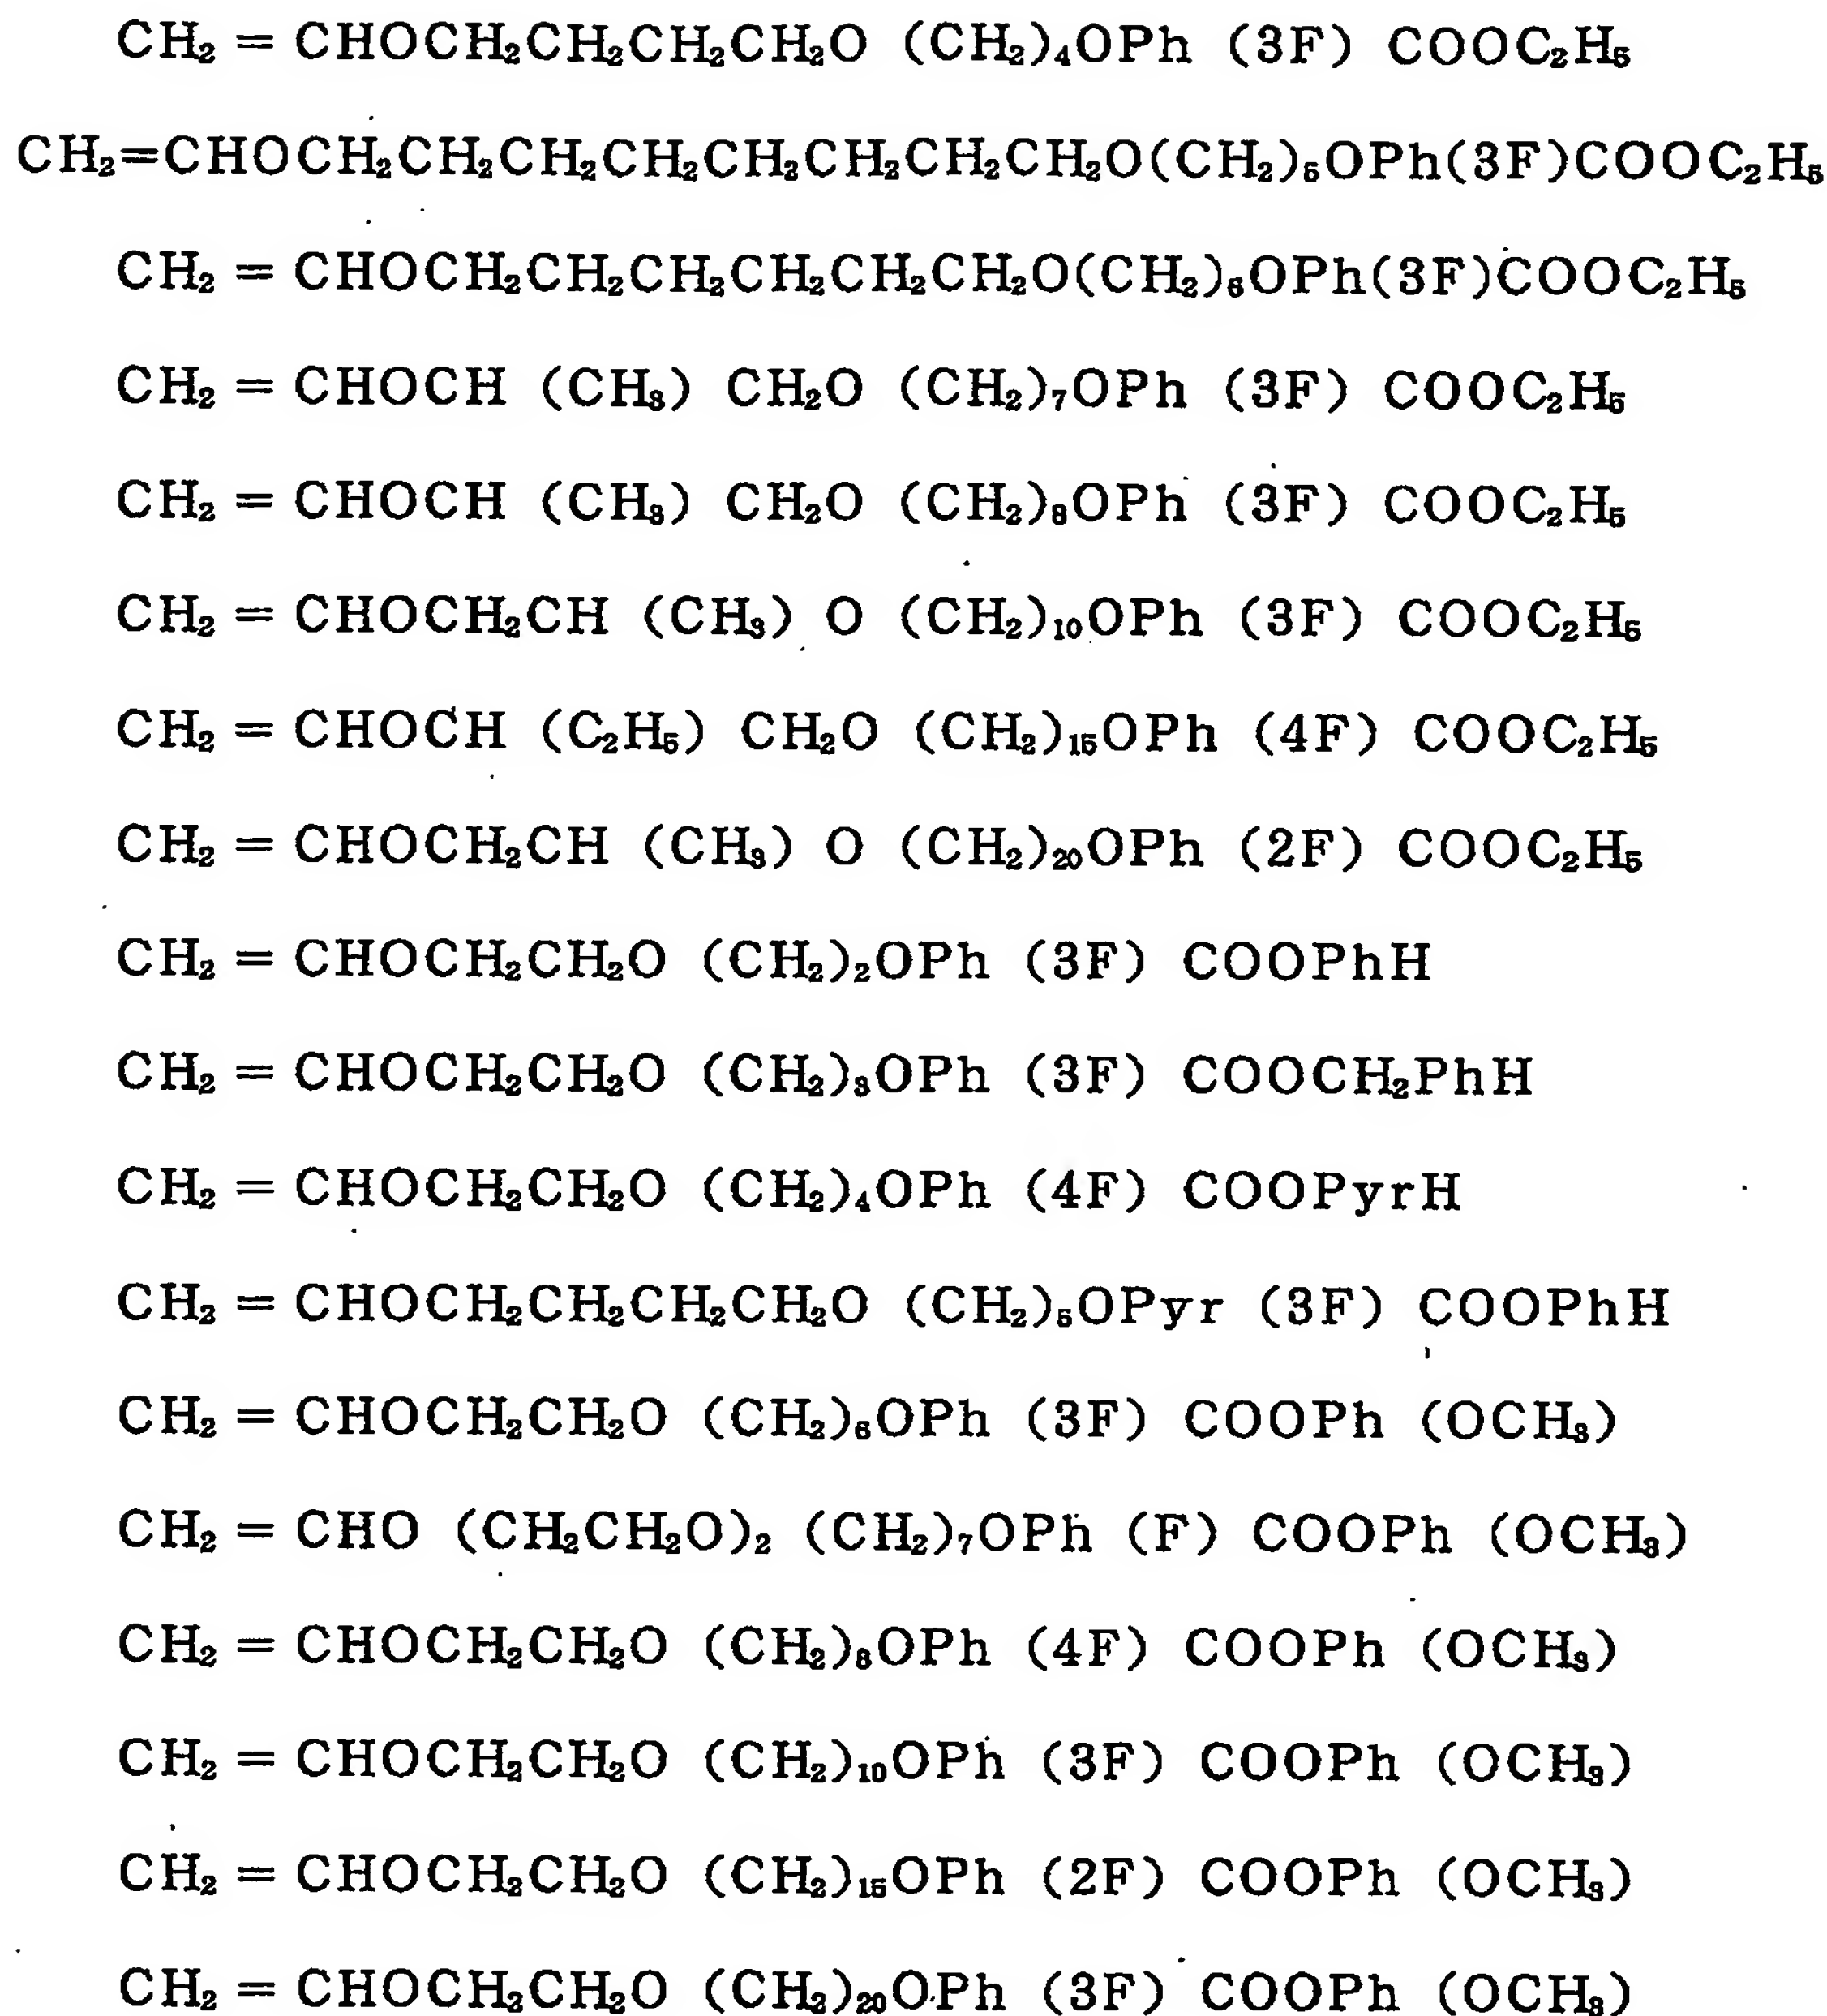 CH₂ = CHOCH₂CH₂CH₂CH₂O (CH₂)₄OPh (3F) COOC₂H₅
CH₂=CHOCH₂CH₂CH₂CH₂CH₂CH₂CH₂CH₂O(CH₂)₅OPh(3F)COOC₂H₅
CH₂ = CHOCH₂CH₂CH₂CH₂CH₂CH₂O(CH₂)₆OPh(3F)COOC₂H₅
CH₂ = CHOCH (CH₃) CH₂O (CH₂)₇OPh (3F) COOC₂H₅
CH₂ = CHOCH (CH₃) CH₂O (CH₂)₈OPh (3F) COOC₂H₅
CH₂ = CHOCH₂CH (CH₃) O (CH₂)₁₀OPh (3F) COOC₂H₅
CH₂ = CHOCH (C₂H₅) CH₂O (CH₂)₁₅OPh (4F) COOC₂H₅
CH₂ = CHOCH₂CH (CH₃) O (CH₂)₂₀OPh (2F) COOC₂H₅
CH₂ = CHOCH₂CH₂O (CH₂)₂OPh (3F) COOPhH
CH₂ = CHOCH₂CH₂O (CH₂)₃OPh (3F) COOCH₂PhH
CH₂ = CHOCH₂CH₂O (CH₂)₄OPh (4F) COOPyrH
CH₂ = CHOCH₂CH₂CH₂CH₂O (CH₂)₅OPyr (3F) COOPhH
CH₂ = CHOCH₂CH₂O (CH₂)₆OPh (3F) COOPh (OCH₃)
CH₂ = CHO (CH₂CH₂O)₂ (CH₂)₇OPh (F) COOPh (OCH₃)
CH₂ = CHOCH₂CH₂O (CH₂)₈OPh (4F) COOPh (OCH₃)
CH₂ = CHOCH₂CH₂O (CH₂)₁₀OPh (3F) COOPh (OCH₃)
CH₂ = CHOCH₂CH₂O (CH₂)₁₅OPh (2F) COOPh (OCH₃)
CH₂ = CHOCH₂CH₂O (CH₂)₂₀OPh (3F) COOPh (OCH₃)